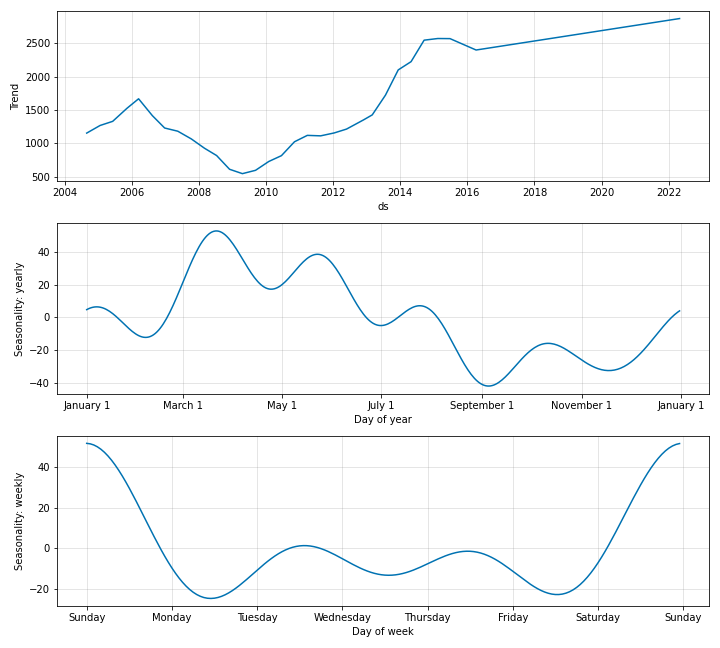 Trend
2500
2000
1500
1000
500
2004 2006 2008 2010 2012 2014 2016 2018 2020 2022
ds
Seasonality: yearly
40
20
0
−20
−40
January 1 March 1 May 1 July 1 September 1 November 1 January 1
Day of year
Seasonality: weekly
40
20
0
−20
Sunday Monday Tuesday Wednesday Thursday Friday Saturday Sunday
Day of week